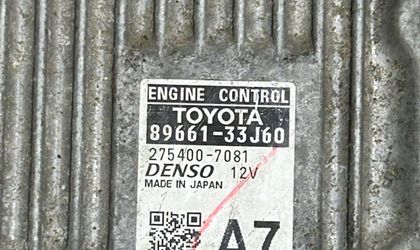 ENGINE CONTROL
TOYOTA
89661-33J60
275400-7081
DENSO 12V
MADE IN JAPAN
A7